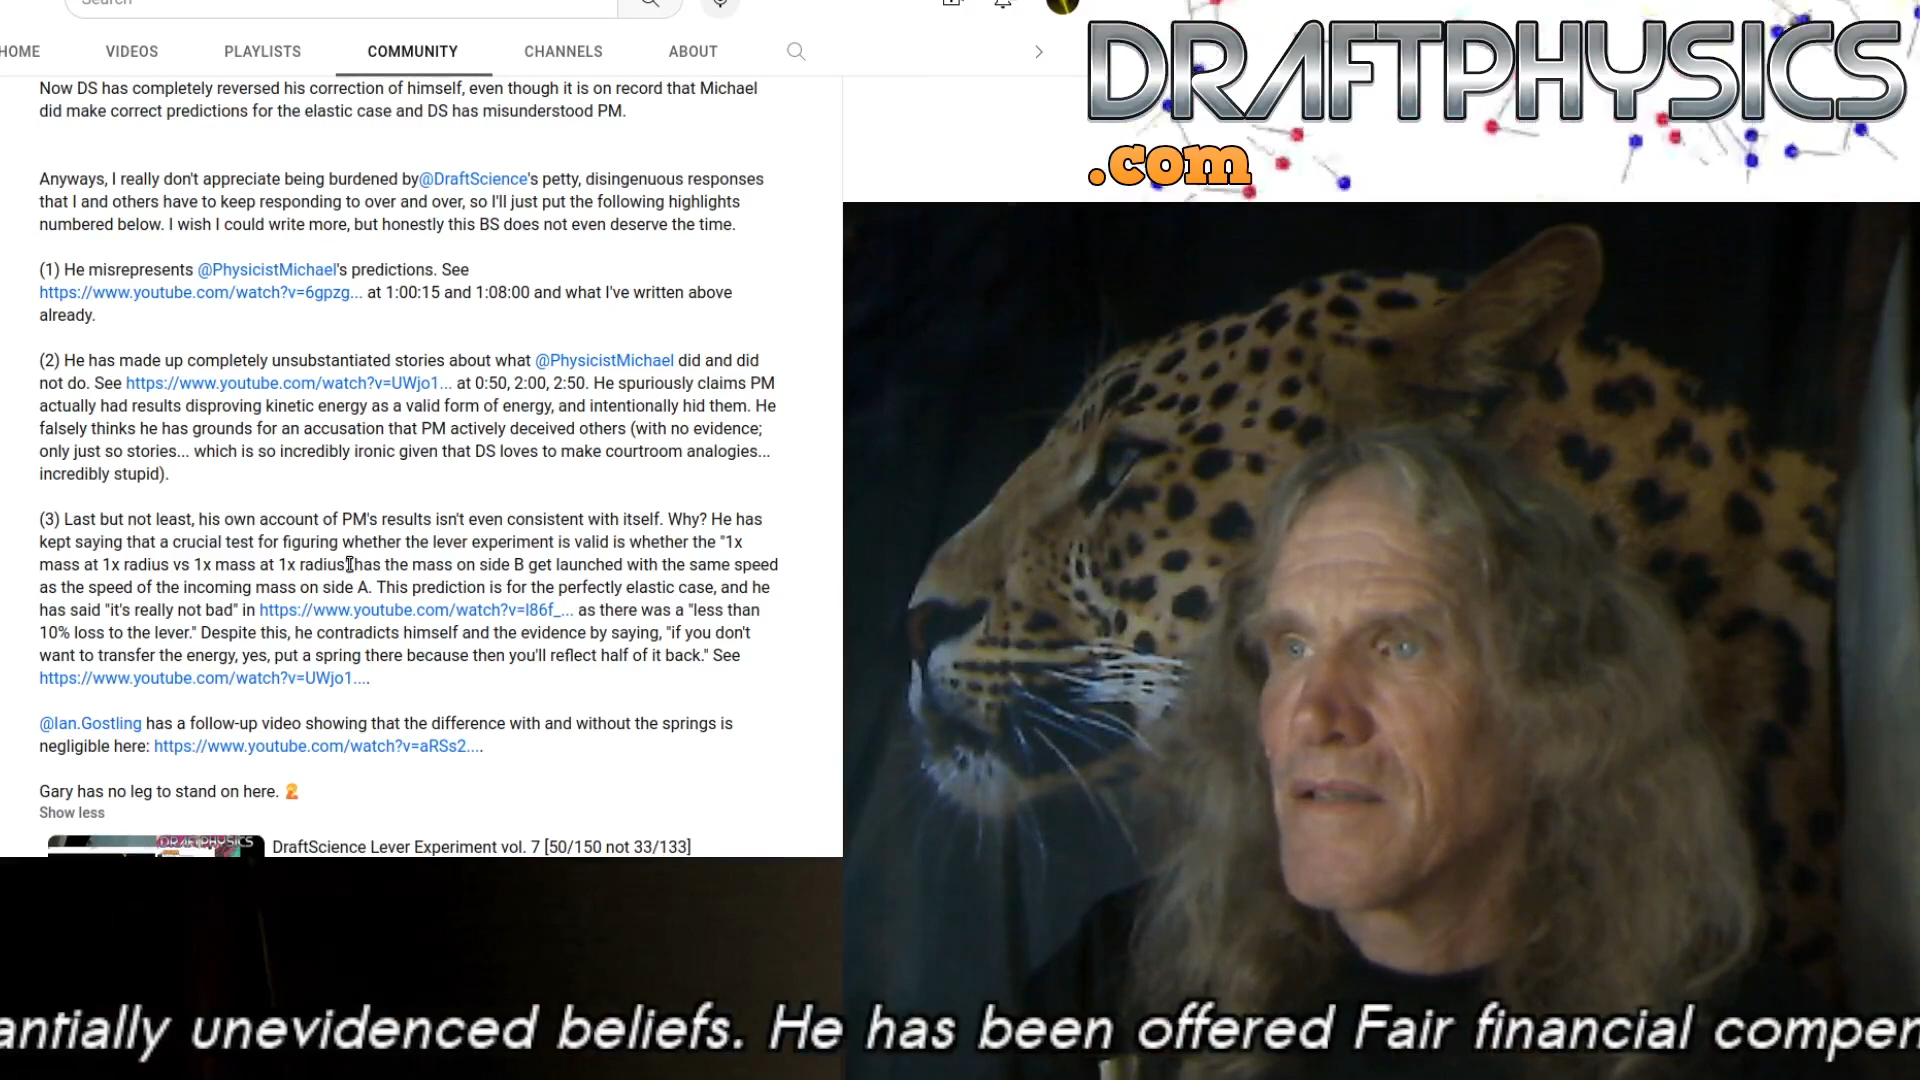 Search
HOME VIDEOS PLAYLISTS COMMUNITY CHANNELS ABOUT
DRAFTPHYSICS
.com
Now DS has completely reversed his correction of himself, even though it is on record that Michael
did make correct predictions for the elastic case and DS has misunderstood PM.
Anyways, I really don't appreciate being burdened by@DraftScience's petty, disingenuous responses
that I and others have to keep responding to over and over, so I'll just put the following highlights
numbered below. I wish I could write more, but honestly this BS does not even deserve the time.
(1) He misrepresents @PhysicistMichael's predictions. See
https://www.youtube.com/watch?v=6gpzg... at 1:00:15 and 1:08:00 and what I've written above
already.
(2) He has made up completely unsubstantiated stories about what @PhysicistMichael did and did
not do. See https://www.youtube.com/watch?v=UWjo1... at 0:50, 2:00, 2:50. He spuriously claims PM
actually had results disproving kinetic energy as a valid form of energy, and intentionally hid them. He
falsely thinks he has grounds for an accusation that PM actively deceived others (with no evidence;
only just so stories... which is so incredibly ironic given that DS loves to make courtroom analogies...
incredibly stupid).
(3) Last but not least, his own account of PM's results isn't even consistent with itself. Why? He has
kept saying that a crucial test for figuring whether the lever experiment is valid is whether the "1x
mass at 1x radius vs 1x mass at 1x radius" has the mass on side B get launched with the same speed
as the speed of the incoming mass on side A. This prediction is for the perfectly elastic case, and he
has said "it's really not bad" in https://www.youtube.com/watch?v=I86f_... as there was a "less than
10% loss to the lever." Despite this, he contradicts himself and the evidence by saying, "if you don't
want to transfer the energy, yes, put a spring there because then you'll reflect half of it back." See
https://www.youtube.com/watch?v=UWjo1....
@Ian.Gostling has a follow-up video showing that the difference with and without the springs is
negligible here: https://www.youtube.com/watch?v=aRSs2....
Gary has no leg to stand on here.
Show less
DRAFTPHYSICS
DraftScience Lever Experiment vol. 7 [50/150 not 33/133]
antially unevidenced beliefs. He has been offered Fair financial compen